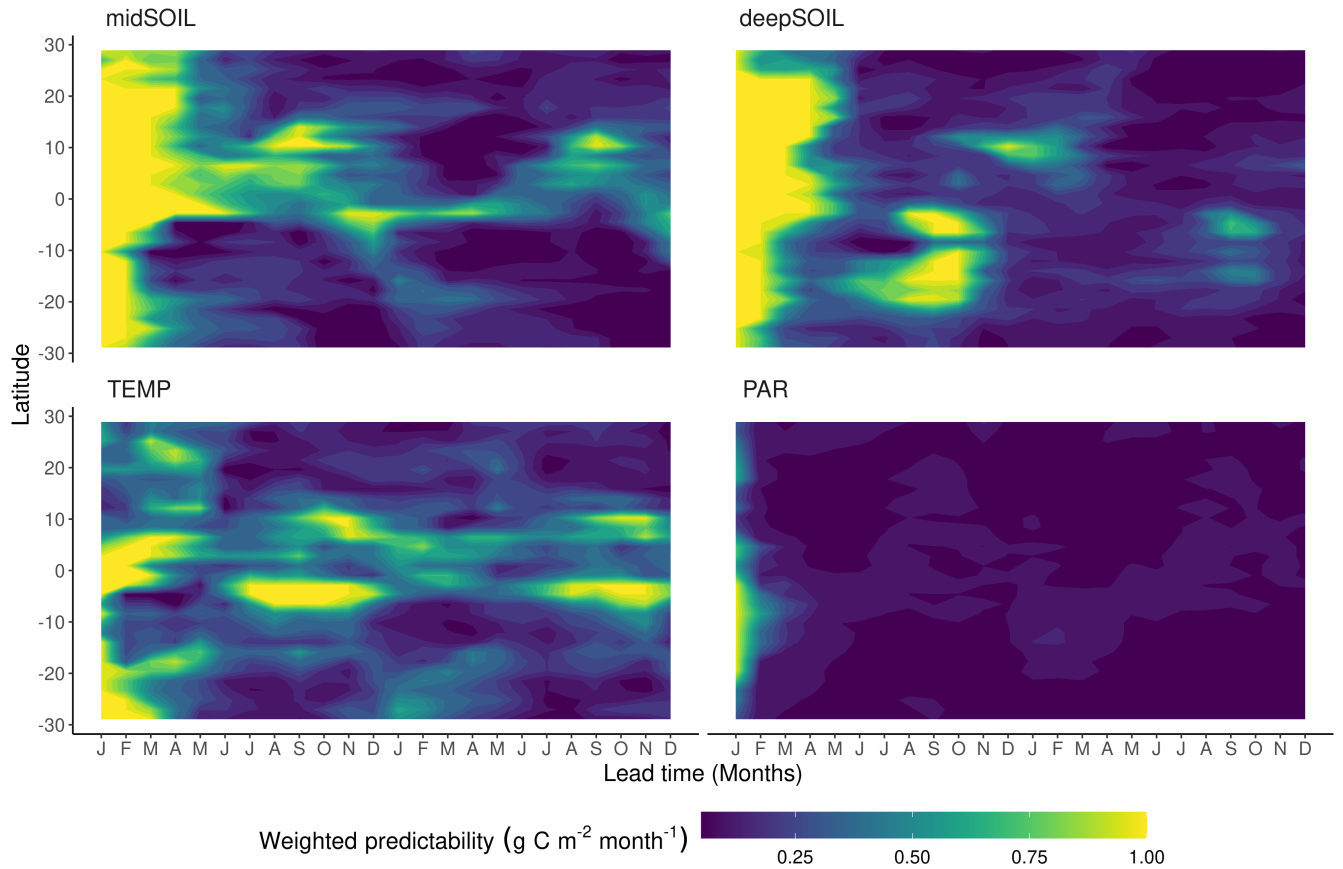 midSOIL deepSOIL
30
20
10
0
-10
-20
-30
Latitude
TEMP PAR
30
20
10
0
-10
-20
-30
J F M A M J J A S O N D J F M A M J J A S O N D J F M A M J J A S O N D J F M A M J J A S O N D
Lead time (Months)
Weighted predictability (g C m⁻² month⁻¹)
0.25 0.50 0.75 1.00